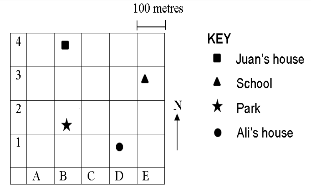 100 metres
KEY
4
Juan's house
3
School
N
2
Park
1
Ali's house
A B C D E